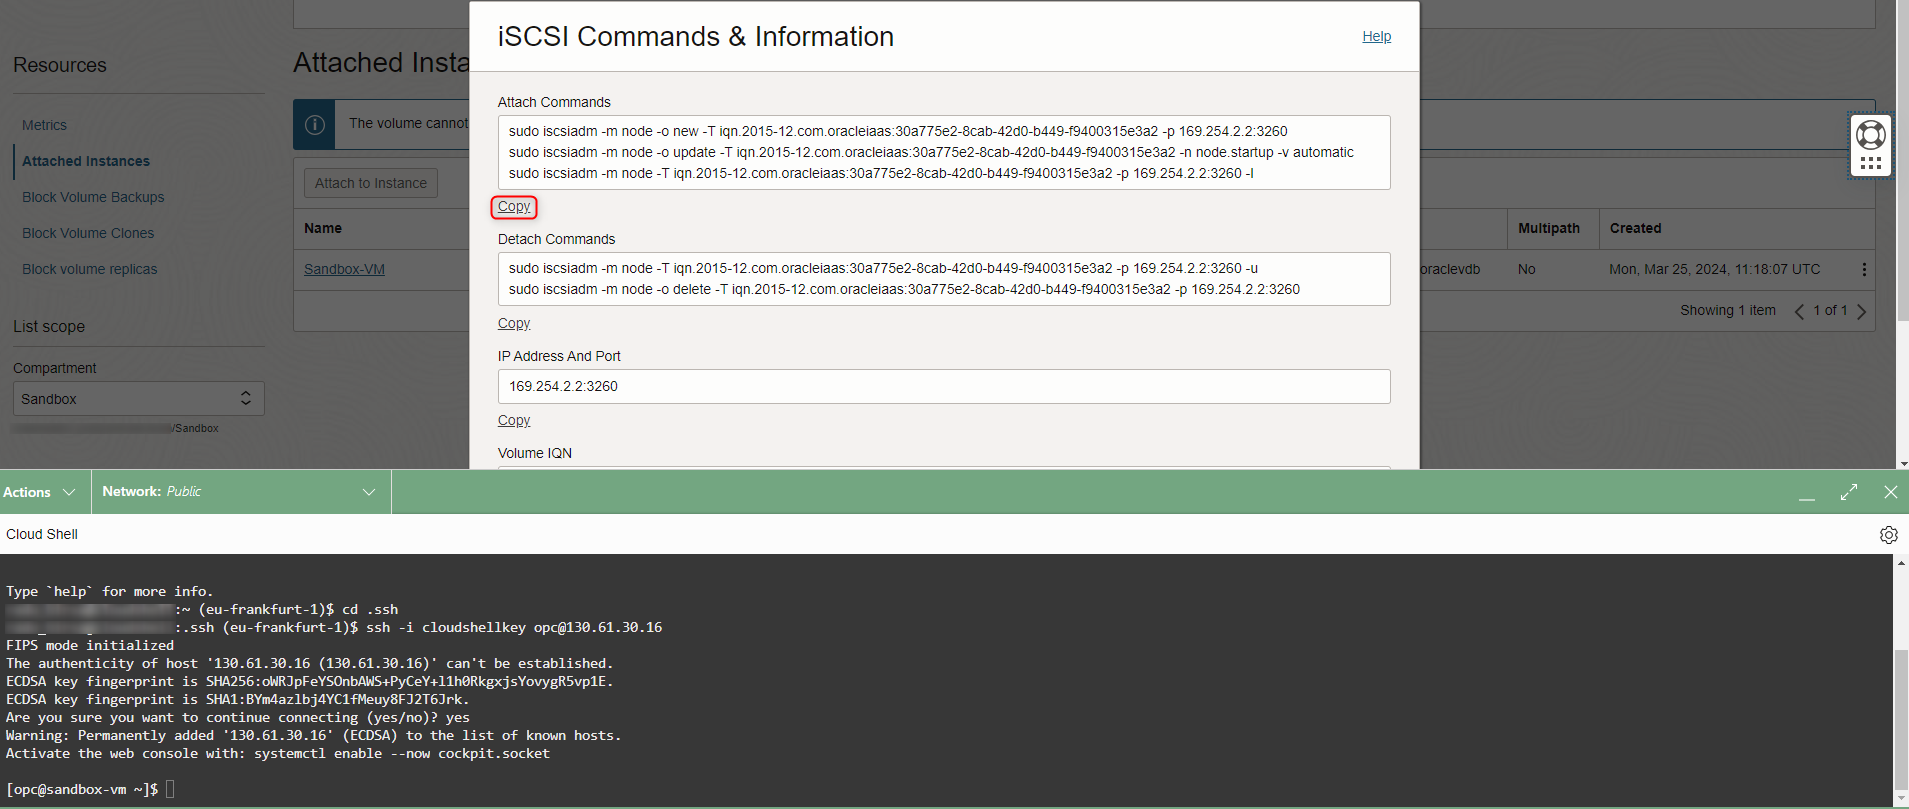 iSCSI Commands & Information
Help
Resources
Attached Insta
Attach Commands
Metrics
The volume cannot
sudo iscsiadm -m node -o new -T iqn.2015-12.com.oracleiaas:30a775e2-8cab-42d0-b449-f9400315e3a2 -p 169.254.2.2:3260
sudo iscsiadm -m node -o update -T iqn.2015-12.com.oracleiaas:30a775e2-8cab-42d0-b449-f9400315e3a2 -n node.startup -v automatic
sudo iscsiadm -m node -T iqn.2015-12.com.oracleiaas:30a775e2-8cab-42d0-b449-f9400315e3a2 -p 169.254.2.2:3260 -l
Attached Instances
Attach to Instance
Block Volume Backups
Copy
Name
Multipath
Created
Block Volume Clones
Detach Commands
Block volume replicas
Sandbox-VM
sudo iscsiadm -m node -T iqn.2015-12.com.oracleiaas:30a775e2-8cab-42d0-b449-f9400315e3a2 -p 169.254.2.2:3260 -u
sudo iscsiadm -m node -o delete -T iqn.2015-12.com.oracleiaas:30a775e2-8cab-42d0-b449-f9400315e3a2 -p 169.254.2.2:3260
oraclevdb
No
Mon, Mar 25, 2024, 11:18:07 UTC
Showing 1 item
1 of 1
List scope
Copy
IP Address And Port
Compartment
169.254.2.2:3260
Sandbox
/Sandbox
Copy
Volume IQN
Actions
Network: Public
Cloud Shell
Type `help` for more info.
:~ (eu-frankfurt-1)$ cd .ssh
:.ssh (eu-frankfurt-1)$ ssh -i cloudshellkey opc@130.61.30.16
FIPS mode initialized
The authenticity of host '130.61.30.16 (130.61.30.16)' can't be established.
ECDSA key fingerprint is SHA256:oWRJpFeYSOnbAWS+PyCeY+l1h0RkgxjsYovygR5vp1E.
ECDSA key fingerprint is SHA1:BYm4azlbj4YC1fMeuy8FJ2T6Jrk.
Are you sure you want to continue connecting (yes/no)? yes
Warning: Permanently added '130.61.30.16' (ECDSA) to the list of known hosts.
Activate the web console with: systemctl enable --now cockpit.socket
[opc@sandbox-vm ~]$